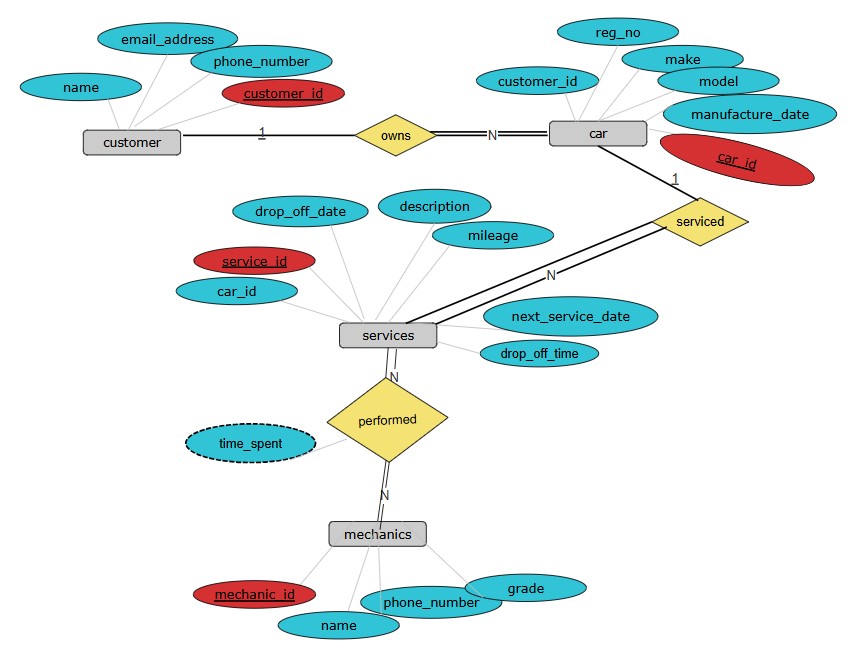 reg_no
email_address
phone_number
make
name
customer_id
customer_id
model
manufacture_date
customer
1
owns
N
car
car_id
1
drop_off_date
description
mileage
serviced
service_id
car_id
N
next_service_date
services
drop_off_time
N
performed
time_spent
N
mechanics
mechanic_id
phone_number
grade
name